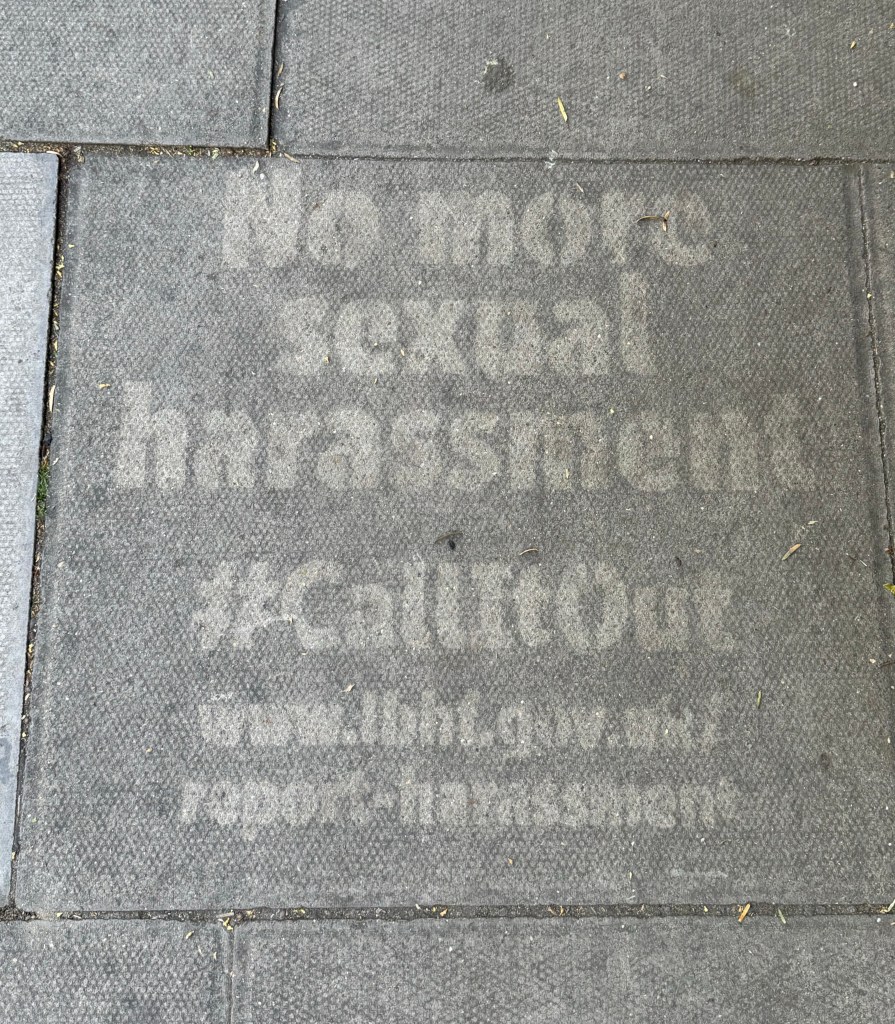 No more
sexual
harassment
#CallItOut
www.lbhf.gov.uk/
report-harassment